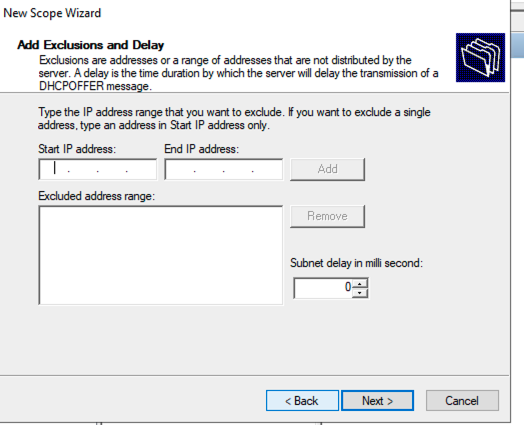 New Scope Wizard
Add Exclusions and Delay
Exclusions are addresses or a range of addresses that are not distributed by the
server. A delay is the time duration by which the server will delay the transmission of a
DHCPOFFER message.
Type the IP address range that you want to exclude. If you want to exclude a single
address, type an address in Start IP address only.
Start IP address: End IP address:
. . . . . . Add
Excluded address range:
Remove
Subnet delay in milli second:
0
< Back Next > Cancel